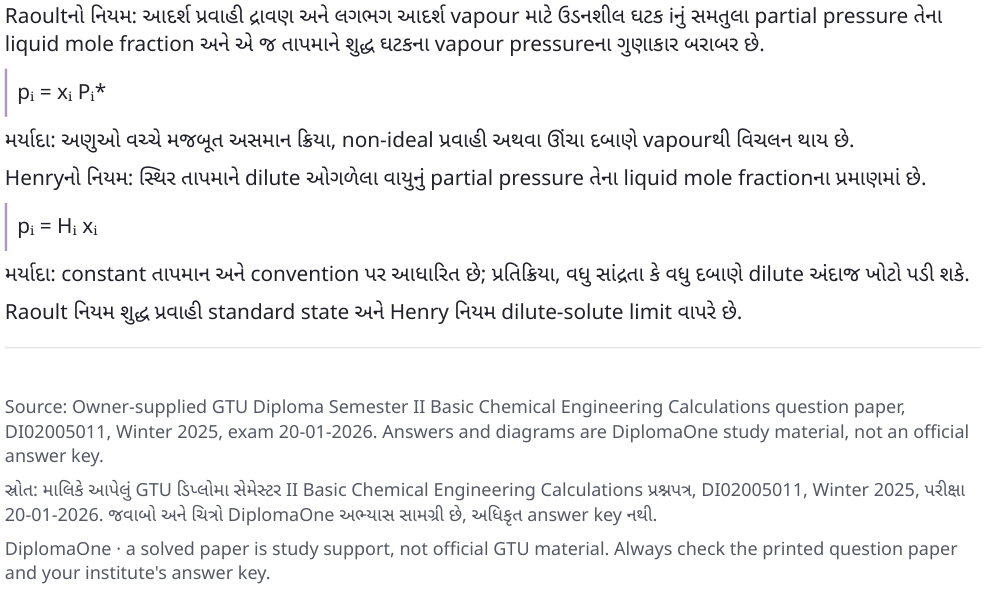 Raoultનો નિયમ: આદર્શ પ્રવાહી દ્રાવણ અને લગભગ આદર્શ vapour માટે ઉડનશીલ ઘટક iનું સમતુલા partial pressure તેના
liquid mole fraction અને એ જ તાપમાને શુદ્ધ ઘટકના vapour pressureના ગુણાકાર બરાબર છે.
pᵢ = xᵢ Pᵢ*
મર્યાદા: અણુઓ વચ્ચે મજબૂત અસમાન ક્રિયા, non-ideal પ્રવાહી અથવા ઊંચા દબાણે vapourથી વિચલન થાય છે.
Henryનો નિયમ: સ્થિર તાપમાને dilute ઓગળેલા વાયુનું partial pressure તેના liquid mole fractionના પ્રમાણમાં છે.
pᵢ = Hᵢ xᵢ
મર્યાદા: constant તાપમાન અને convention પર આધારિત છે; પ્રતિક્રિયા, વધુ સાંદ્રતા કે વધુ દબાણે dilute અંદાજ ખોટો પડી શકે.
Raoult નિયમ શુદ્ધ પ્રવાહી standard state અને Henry નિયમ dilute-solute limit વાપરે છે.
Source: Owner-supplied GTU Diploma Semester II Basic Chemical Engineering Calculations question paper,
DI02005011, Winter 2025, exam 20-01-2026. Answers and diagrams are DiplomaOne study material, not an official
answer key.
સ્રોત: માલિકે આપેલું GTU ડિપ્લોમા સેમેસ્ટર II Basic Chemical Engineering Calculations પ્રશ્નપત્ર, DI02005011, Winter 2025, પરીક્ષા
20-01-2026. જવાબો અને ચિત્રો DiplomaOne અભ્યાસ સામગ્રી છે, અધિકૃત answer key નથી.
DiplomaOne · a solved paper is study support, not official GTU material. Always check the printed question paper
and your institute's answer key.